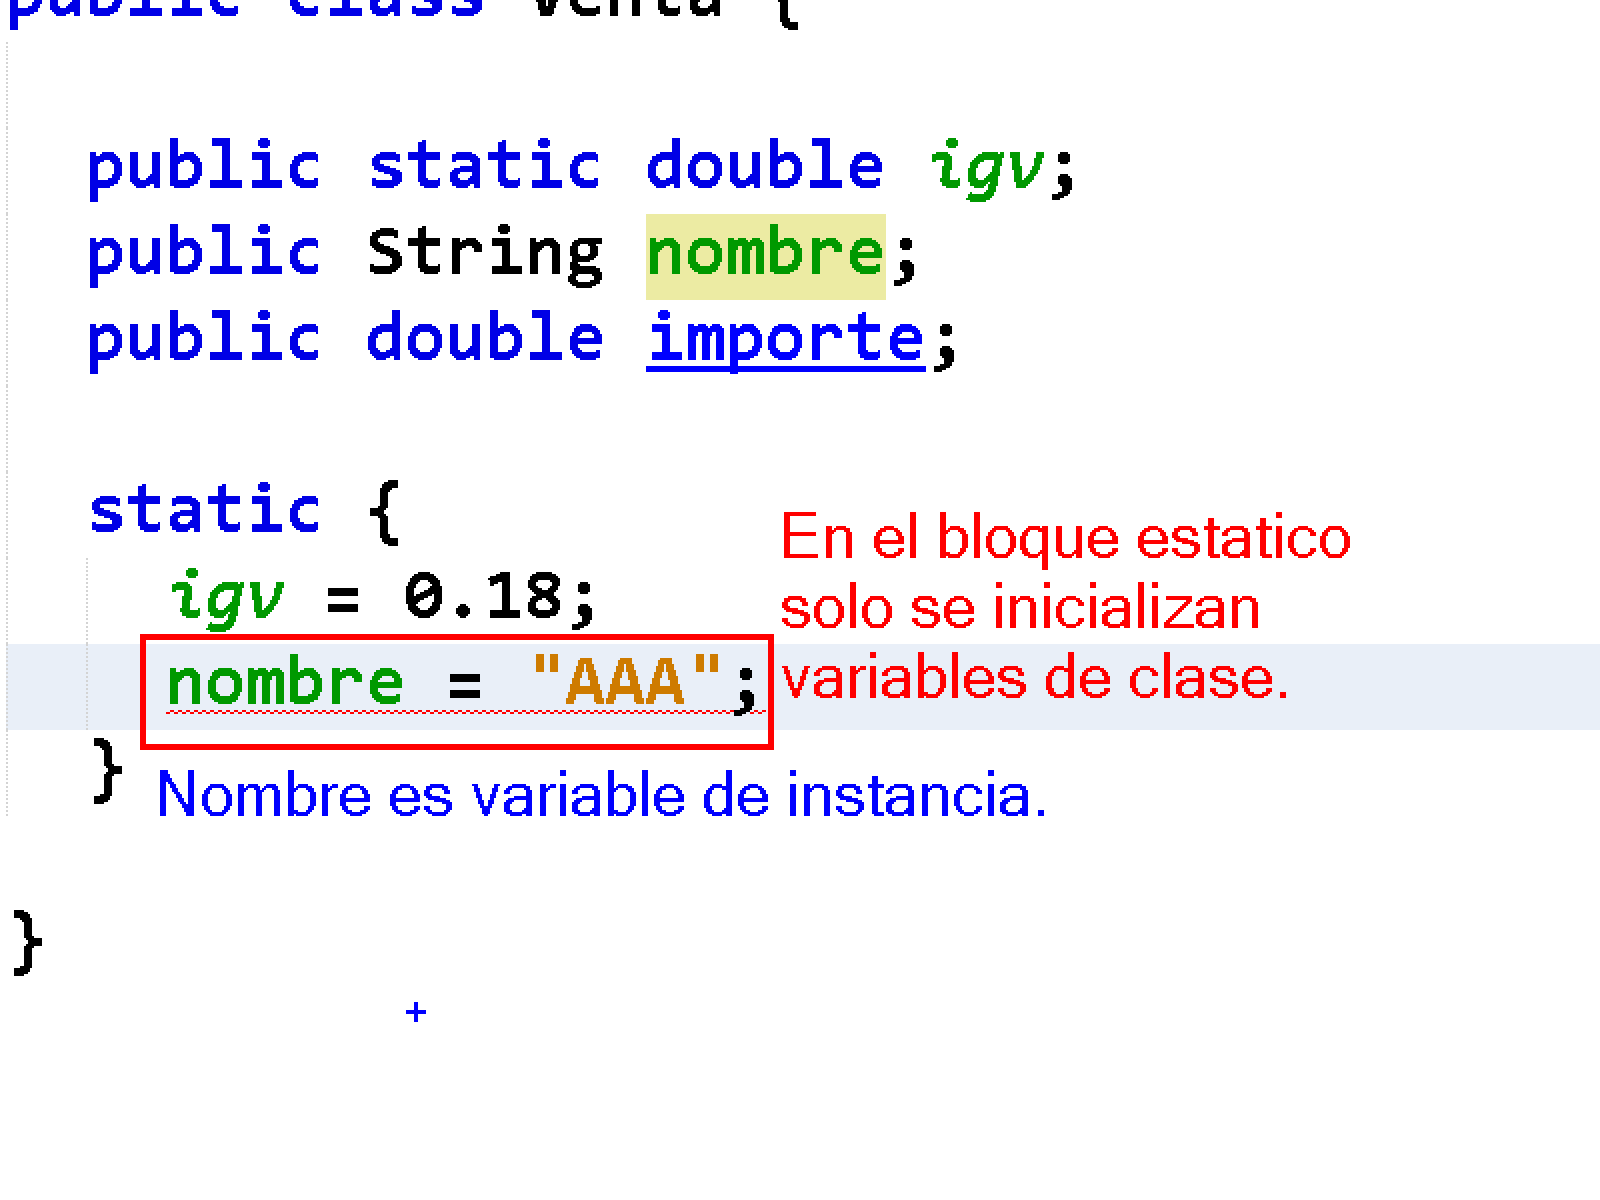 public class Venta {
public static double igv;
public String nombre;
public double importe;
static {
igv = 0.18;
nombre = "AAA";
}
En el bloque estatico
solo se inicializan
variables de clase.
Nombre es variable de instancia.
}